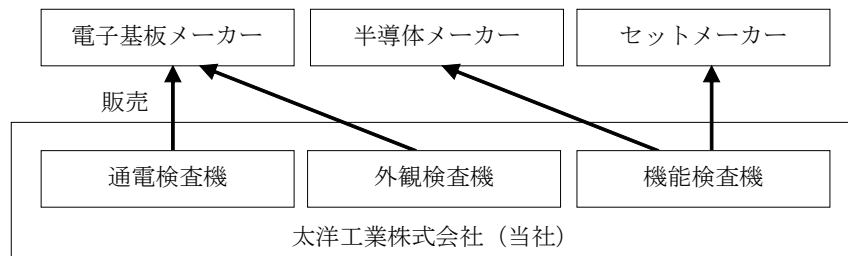 電子基板メーカー 半導体メーカー セットメーカー
販売
通電検査機 外観検査機 機能検査機
太洋工業株式会社（当社）